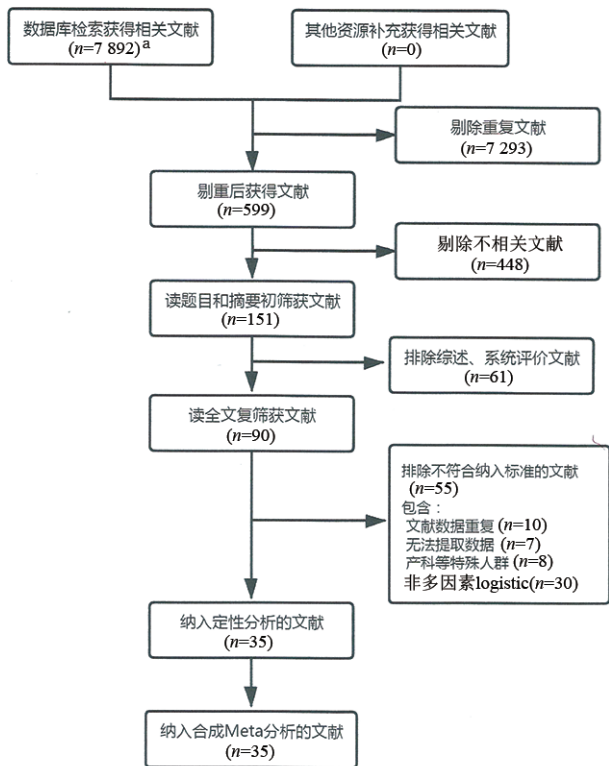 数据库检索获得相关文献
(n=7 892)a
其他资源补充获得相关文献
(n=0)
剔除重复文献
(n=7 293)
剔重后获得文献
(n=599)
剔除不相关文献
(n=448)
读题目和摘要初筛获文献
(n=151)
排除综述、系统评价文献
(n=61)
读全文复筛获文献
(n=90)
排除不符合纳入标准的文献
(n=55)
包含：
文献数据重复(n=10)
无法提取数据(n=7)
产科等特殊人群(n=8)
非多因素logistic(n=30)
纳入定性分析的文献
(n=35)
纳入合成Meta分析的文献
(n=35)